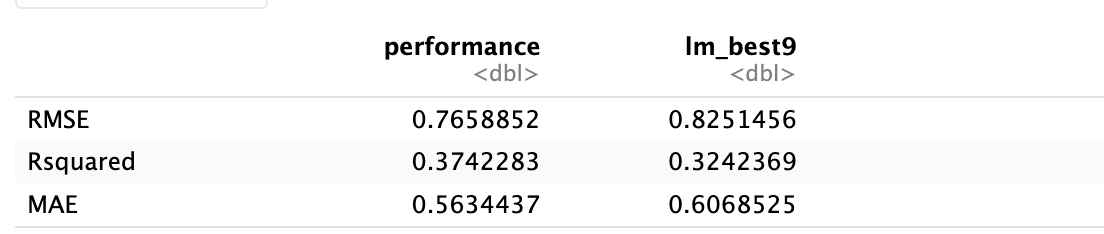 performance lm_best9
<dbl> <dbl>
RMSE 0.7658852 0.8251456
Rsquared 0.3742283 0.3242369
MAE 0.5634437 0.6068525